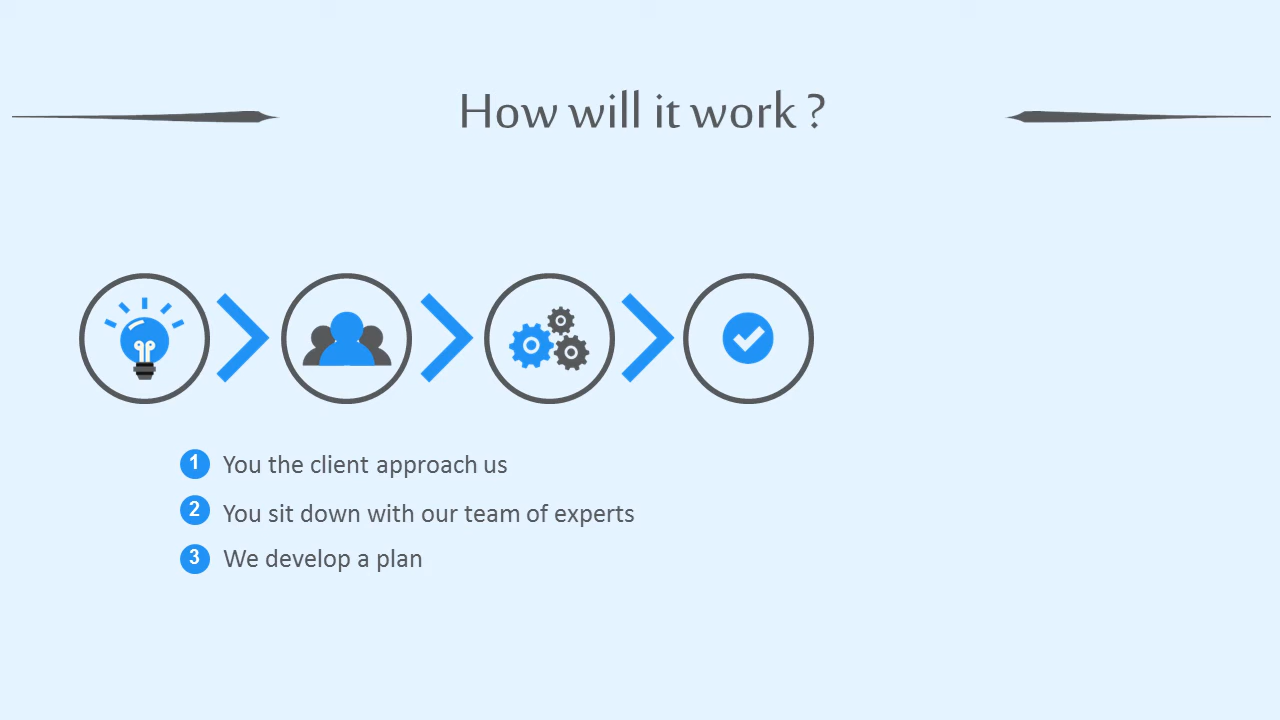 How will it work ?
1 You the client approach us
2 You sit down with our team of experts
3 We develop a plan